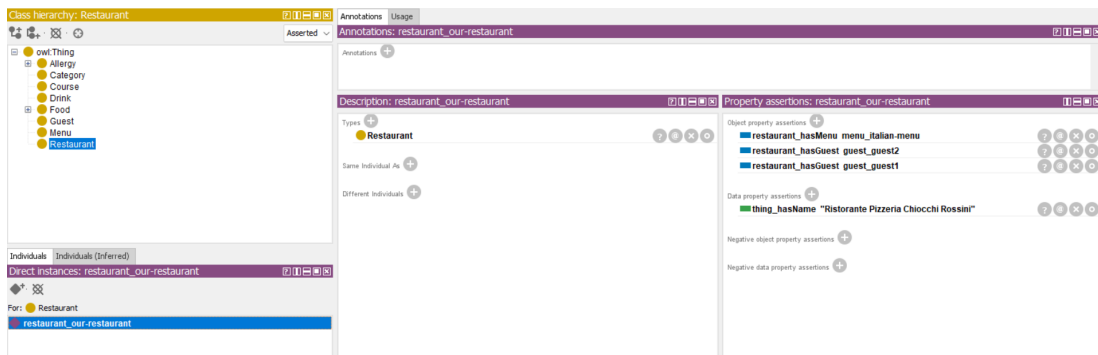 Class hierarchy: Restaurant
Asserted
owl:Thing
Allergy
Category
Course
Drink
Food
Guest
Menu
Restaurant
Individuals Individuals (Inferred)
Direct instances: restaurant_our-restaurant
For: Restaurant
restaurant_our-restaurant
Annotations Usage
Annotations: restaurant_our-restaurant
Annotations
Description: restaurant_our-restaurant
Types
Restaurant
Same Individual As
Different Individuals
Property assertions: restaurant_our-restaurant
Object property assertions
restaurant_hasMenu menu_italian-menu
restaurant_hasGuest guest_guest2
restaurant_hasGuest guest_guest1
Data property assertions
thing_hasName "Ristorante Pizzeria Chiocchi Rossini"
Negative object property assertions
Negative data property assertions